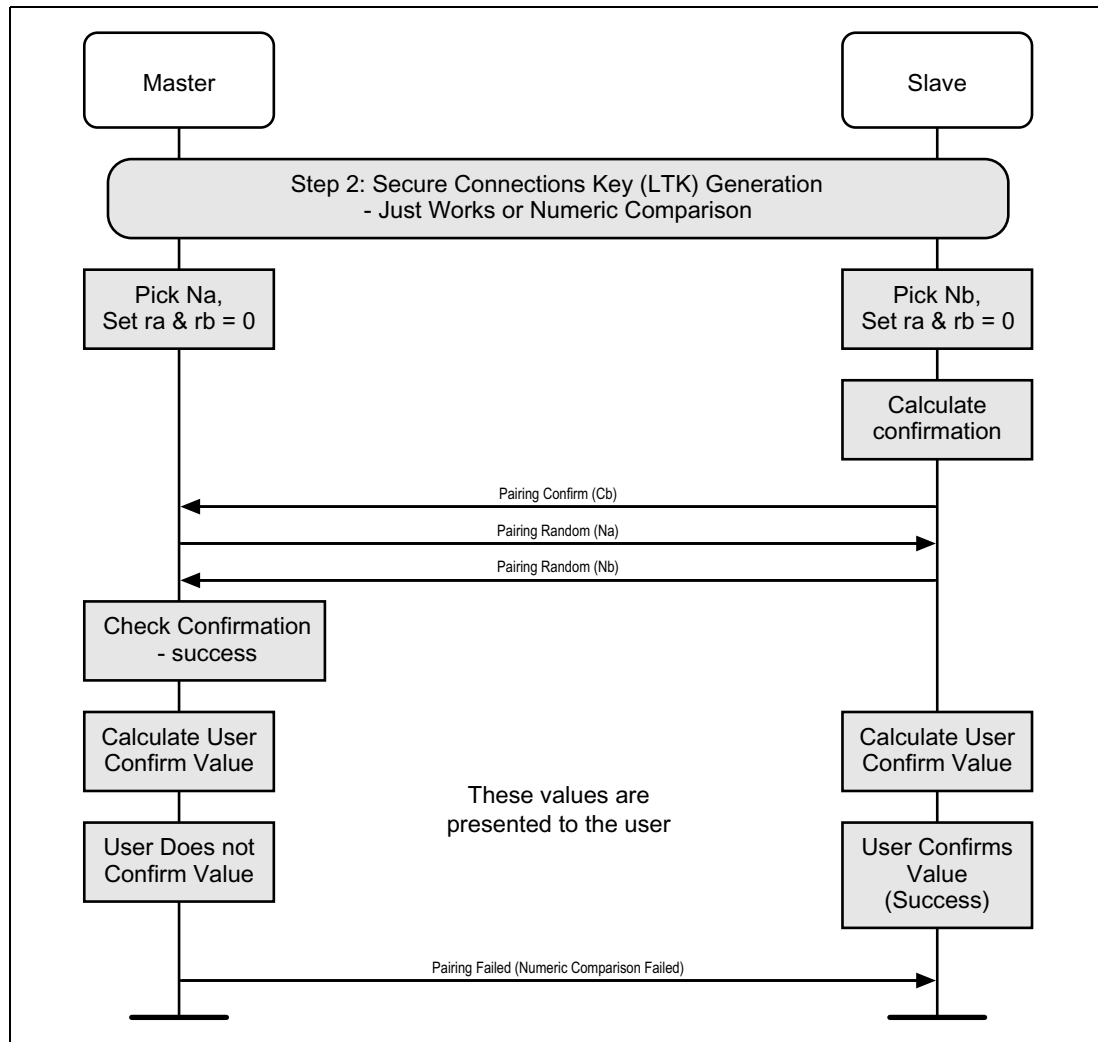 Master
Slave
Step 2: Secure Connections Key (LTK) Generation
- Just Works or Numeric Comparison
Pick Na,
Set ra & rb = 0
Pick Nb,
Set ra & rb = 0
Calculate
confirmation
Pairing Confirm (Cb)
Pairing Random (Na)
Pairing Random (Nb)
Check Confirmation
- success
Calculate User
Confirm Value
Calculate User
Confirm Value
These values are
presented to the user
User Does not
Confirm Value
User Confirms
Value
(Success)
Pairing Failed (Numeric Comparison Failed)